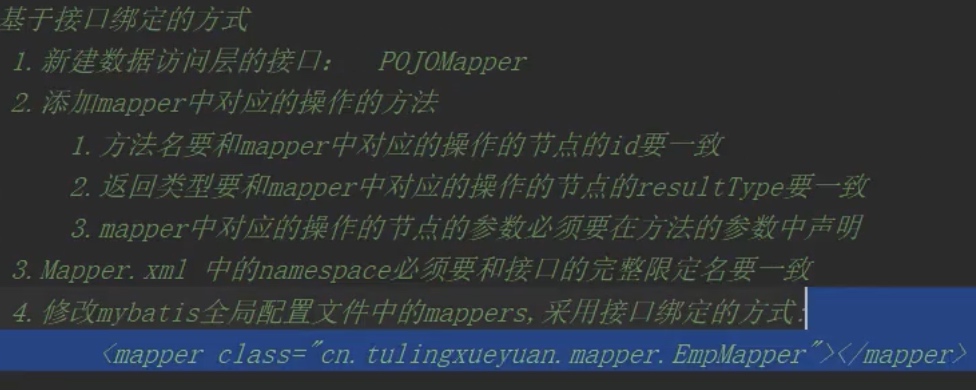 基于接口绑定的方式
1.新建数据访问层的接口： POJOMapper
2.添加mapper中对应的操作的方法
1.方法名要和mapper中对应的操作的节点的id要一致
2.返回类型要和mapper中对应的操作的节点的resultType要一致
3.mapper中对应的操作的节点的参数必须要在方法的参数中声明
3.Mapper.xml 中的namespace必须要和接口的完整限定名要一致
4.修改mybatis全局配置文件中的mappers,采用接口绑定的方式:
<mapper class="cn.tulingxueyuan.mapper.EmpMapper"></mapper>